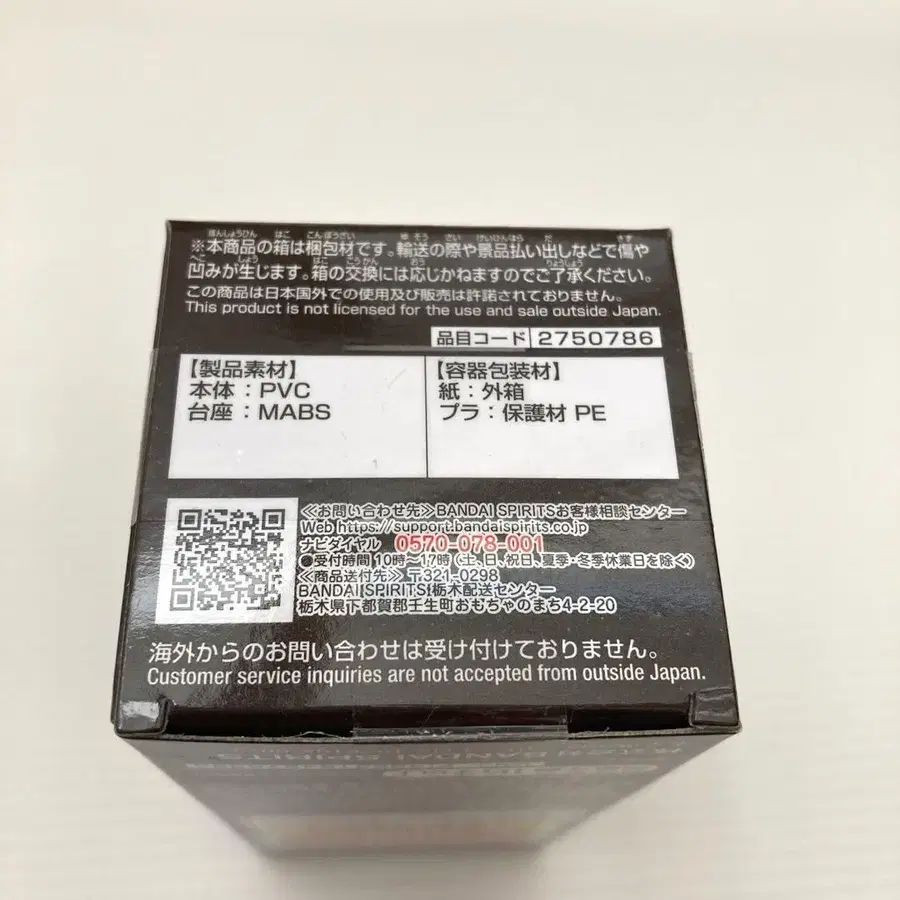 ※本商品の箱は梱包材です。輸送の際や景品払い出しなどで傷や
凹みが生じます。箱の交換には応じかねますのでご了承ください。
この商品は日本国外での使用及び販売は許諾されておりません。
This product is not licensed for the use and sale outside Japan.
品目コード 2750786
【製品素材】
本体：PVC
台座：MABS
【容器包装材】
紙：外箱
プラ：保護材 PE
≪お問い合わせ先≫BANDAI SPIRITSお客様相談センター
Web https://support.bandaispirits.co.jp
ナビダイヤル 0570-078-001
●受付時間 10時～17時 (土、日、祝日、夏季・冬季休業日を除く)
≪商品送付先≫〒321-0298
BANDAI SPIRITS 栃木配送センター
栃木県下都賀郡壬生町おもちゃのまち4-2-20
海外からのお問い合わせは受け付けておりません。
Customer service inquiries are not accepted from outside Japan.
BANDAI SPIRITS